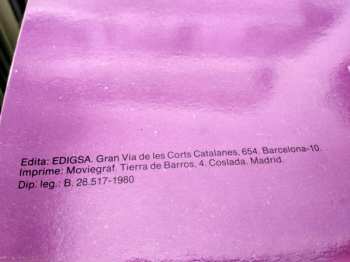 Edita: EDIGSA. Gran Via de les Corts Catalanes, 654. Barcelona-10.
Imprime: Moviegraf. Tierra de Barros, 4. Coslada. Madrid.
Dip. leg.: B. 28.517-1980